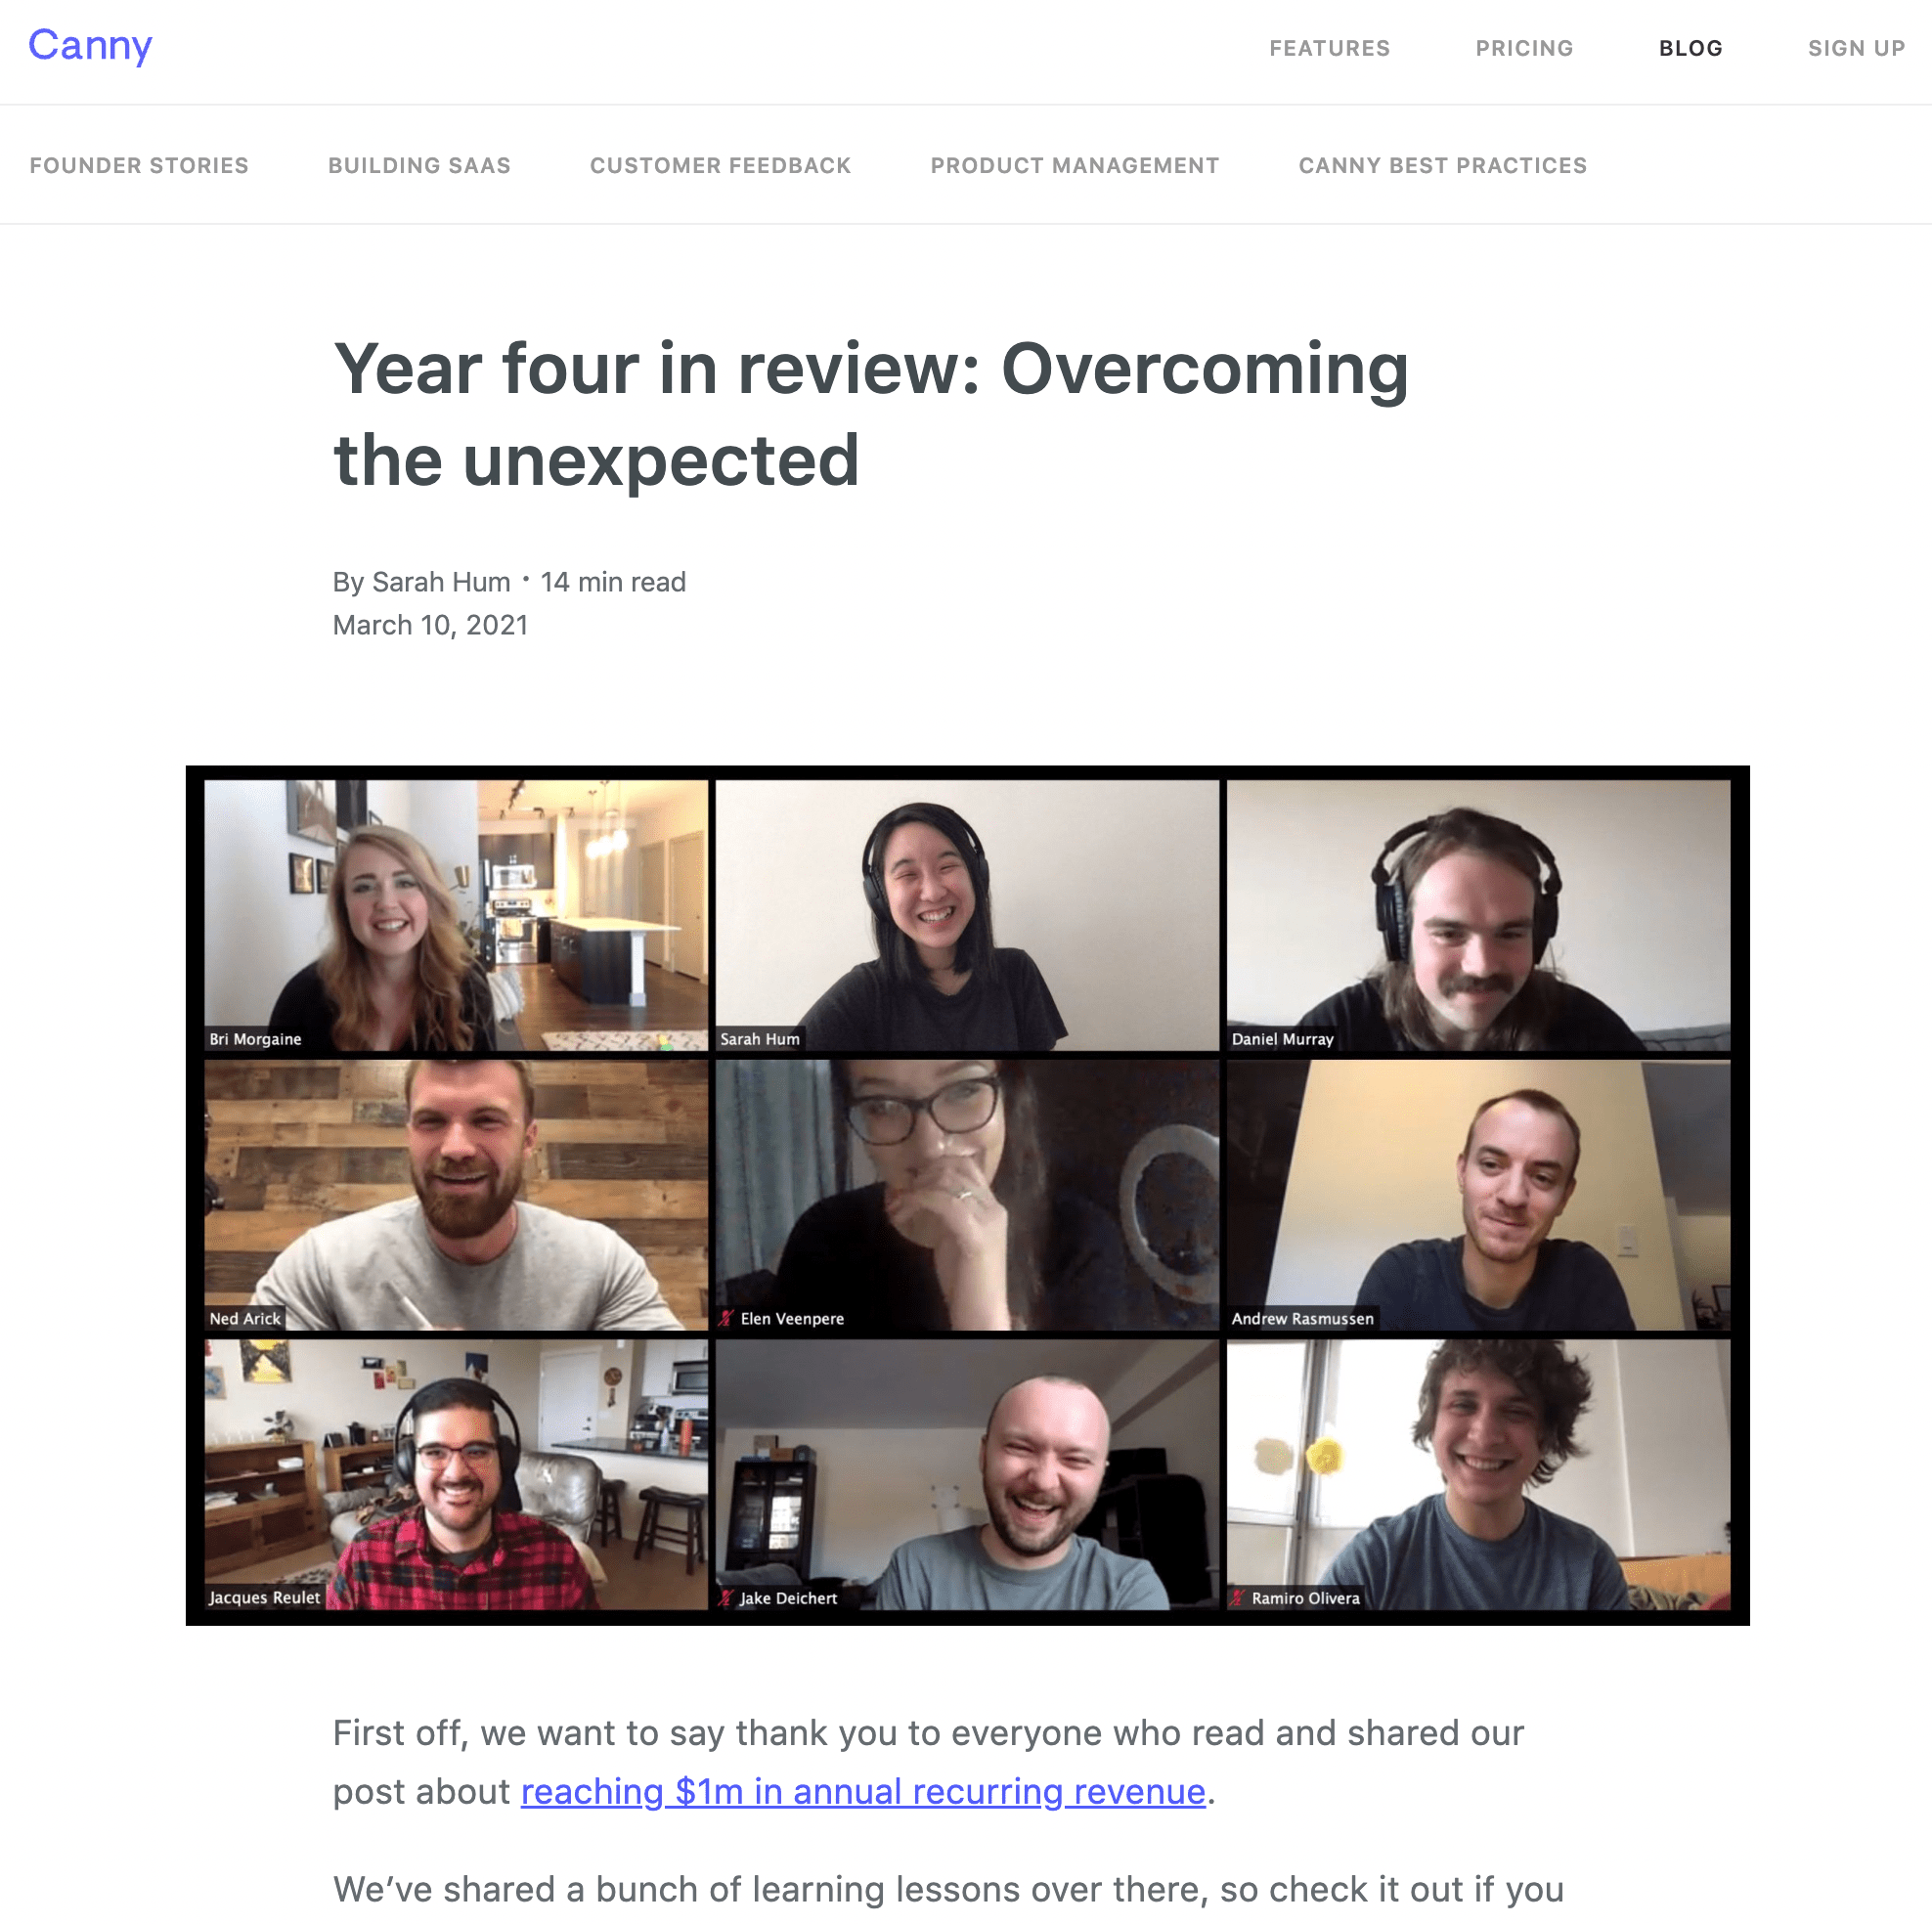 Canny
FEATURES
PRICING
BLOG
SIGN UP
FOUNDER STORIES
BUILDING SAAS
CUSTOMER FEEDBACK
PRODUCT MANAGEMENT
CANNY BEST PRACTICES
Year four in review: Overcoming
the unexpected
By Sarah Hum • 14 min read
March 10, 2021
Bri Morgaine
Sarah Hum
Daniel Murray
Ned Arick
Elen Veenpere
Andrew Rasmussen
Jacques Reulet
Jake Deichert
Ramiro Olivera
First off, we want to say thank you to everyone who read and shared our
post about reaching $1m in annual recurring revenue.
We’ve shared a bunch of learning lessons over there, so check it out if you